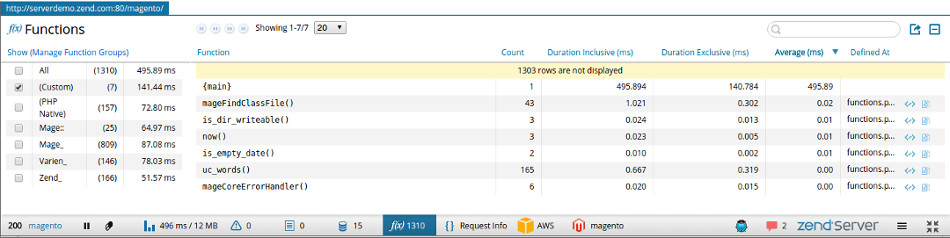 http://serverdemo.zend.com:80/magento/
f(x) Functions
Showing 1-7/7 20
Show (Manage Function Groups)
Function Count Duration Inclusive (ms) Duration Exclusive (ms) Average (ms) Defined At
All (1310) 495.89 ms
(Custom) (7) 141.44 ms
(PHP Native) (157) 72.80 ms
Mage:: (25) 64.97 ms
Mage_ (809) 87.08 ms
Varien_ (146) 78.03 ms
Zend_ (166) 51.57 ms
1303 rows are not displayed
{main} 1 495.894 140.784 495.89
mageFindClassFile() 43 1.021 0.302 0.02 functions.p...
is_dir_writeable() 3 0.024 0.013 0.01 functions.p...
now() 3 0.023 0.005 0.01 functions.p...
is_empty_date() 2 0.010 0.002 0.01 functions.p...
uc_words() 165 0.667 0.319 0.00 functions.p...
mageCoreErrorHandler() 6 0.020 0.015 0.00 functions.p...
200 magento 496 ms / 12 MB 0 0 15 f(x) 1310 { } Request Info AWS magento 2 zend Server